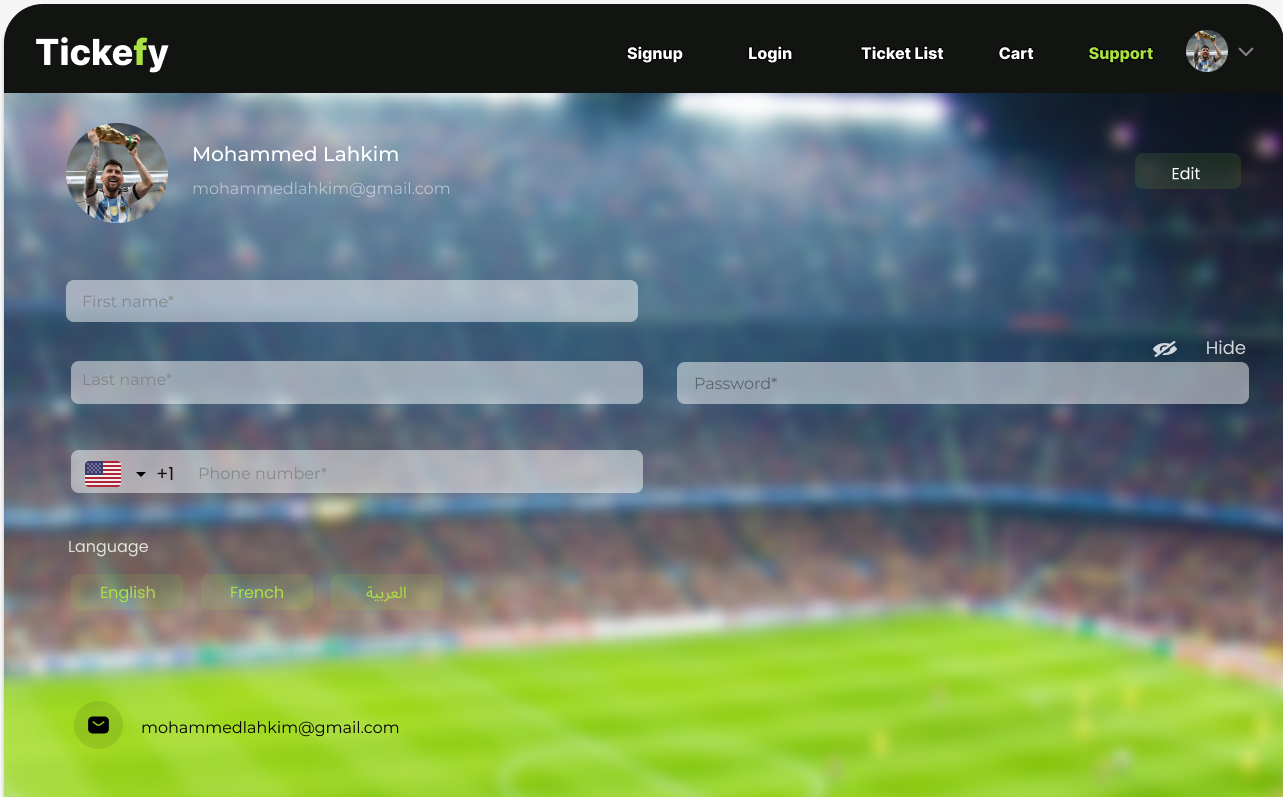 Tickefy
Signup Login Ticket List Cart Support
Mohammed Lahkim
mohammedlahkim@gmail.com
Edit
First name*
Hide
Last name*
Password*
+1 Phone number*
Language
English French العربية
mohammedlahkim@gmail.com